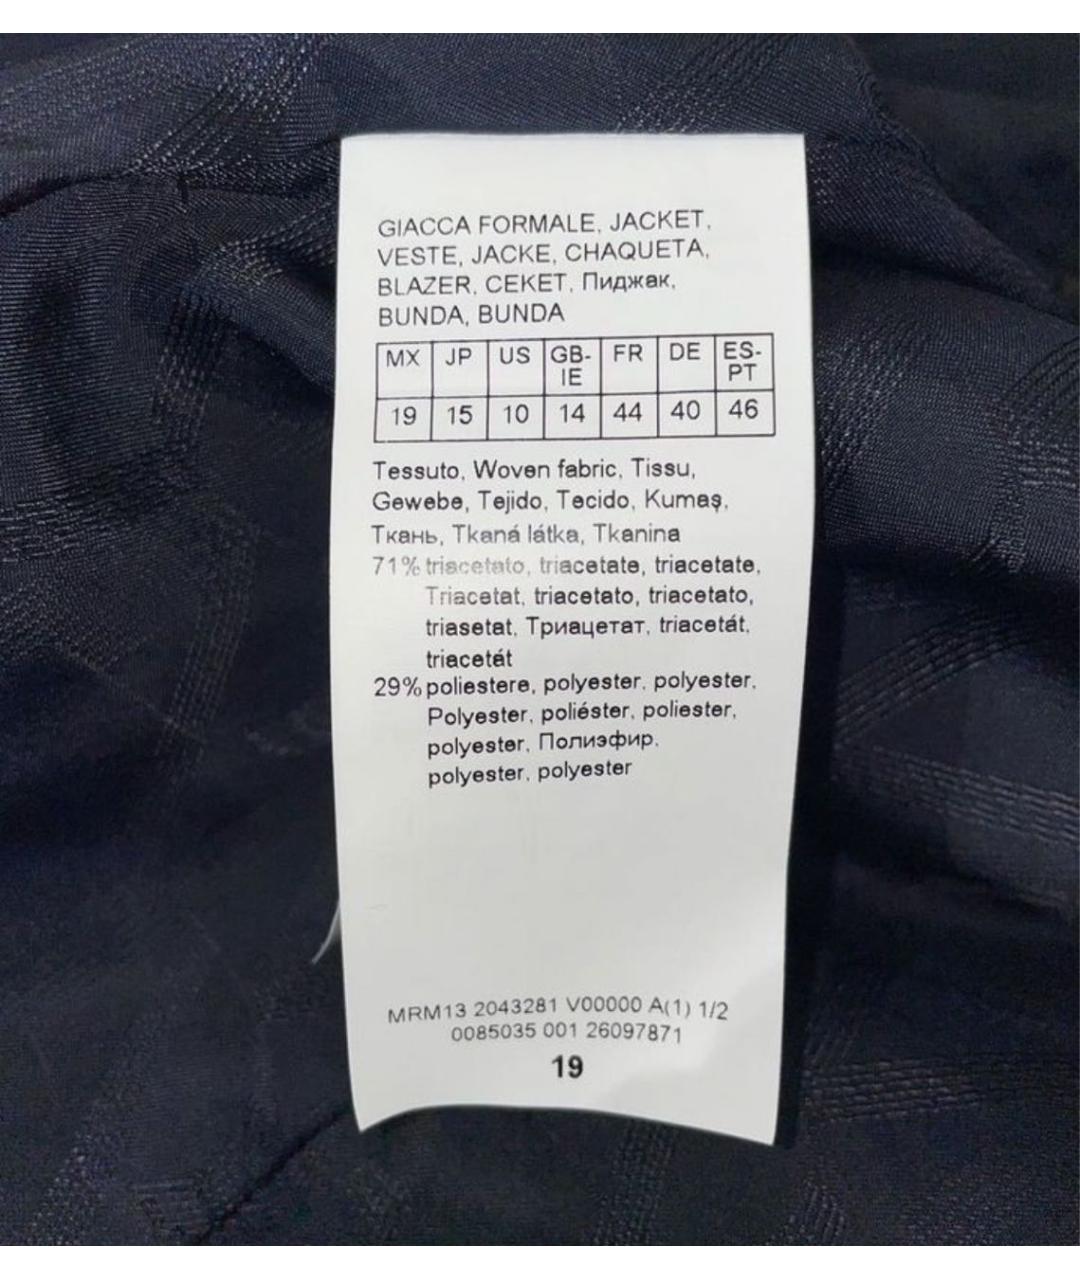 GIACCA FORMALE, JACKET,
VESTE, JACKE, CHAQUETA,
BLAZER, CEKET, Пиджак,
BUNDA, BUNDA
MX JP US GB-IE FR DE ES-PT
19 15 10 14 44 40 46
Tessuto, Woven fabric, Tissu,
Gewebe, Tejido, Tecido, Kumaş,
Ткань, Tkaná látka, Tkanina
71% triacetato, triacetate, triacetate,
Triacetat, triacetato, triacetato,
triasetat, Триацетат, triacetát,
triacetát
29% poliestere, polyester, polyester,
Polyester, poliéster, poliester,
polyester, Полиэфир,
polyester, polyester
MRM13 2043281 V00000 A(1) 1/2
0085035 001 26097871
19